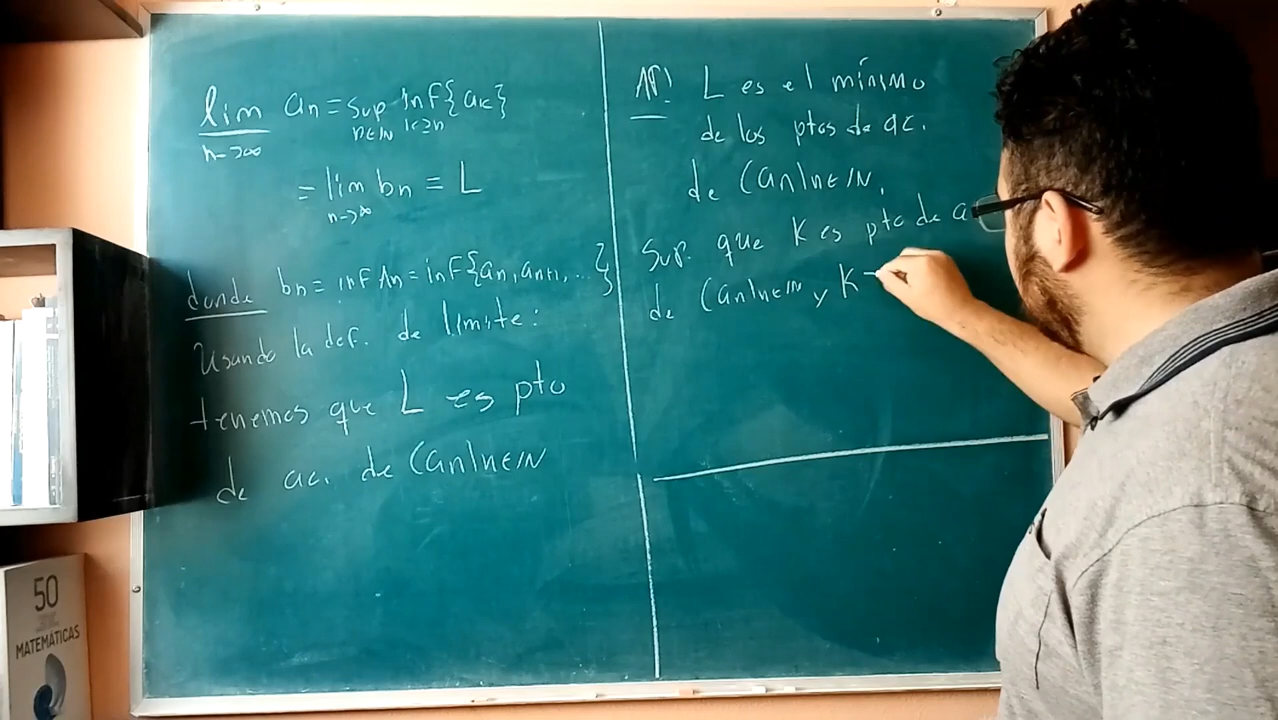 lim an = sup inf{ak}
n→∞ n∈IN k≥n
= lim bn ≡ L
n→∞
donde bn = inf An = inf{an, an+1, ...}
Usando la def. de límite:
tenemos que L es pto
de ac. de (an)n∈IN
L es el mínimo
de los ptos de ac.
de (an)n∈IN.
Sup. que K es pto de a
de (an)n∈IN y K
50
MATEMÁTICAS